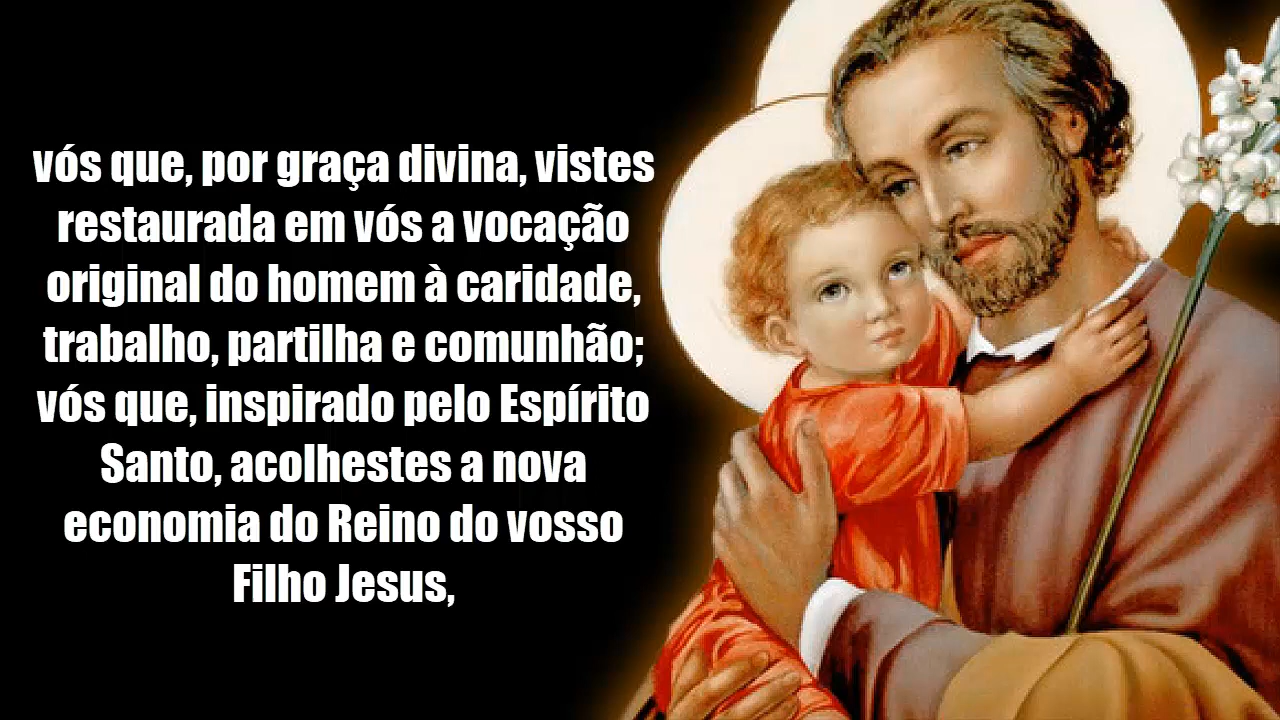 vós que, por graça divina, vistes
restaurada em vós a vocação
original do homem à caridade,
trabalho, partilha e comunhão;
vós que, inspirado pelo Espírito
Santo, acolhestes a nova
economia do Reino do vosso
Filho Jesus,